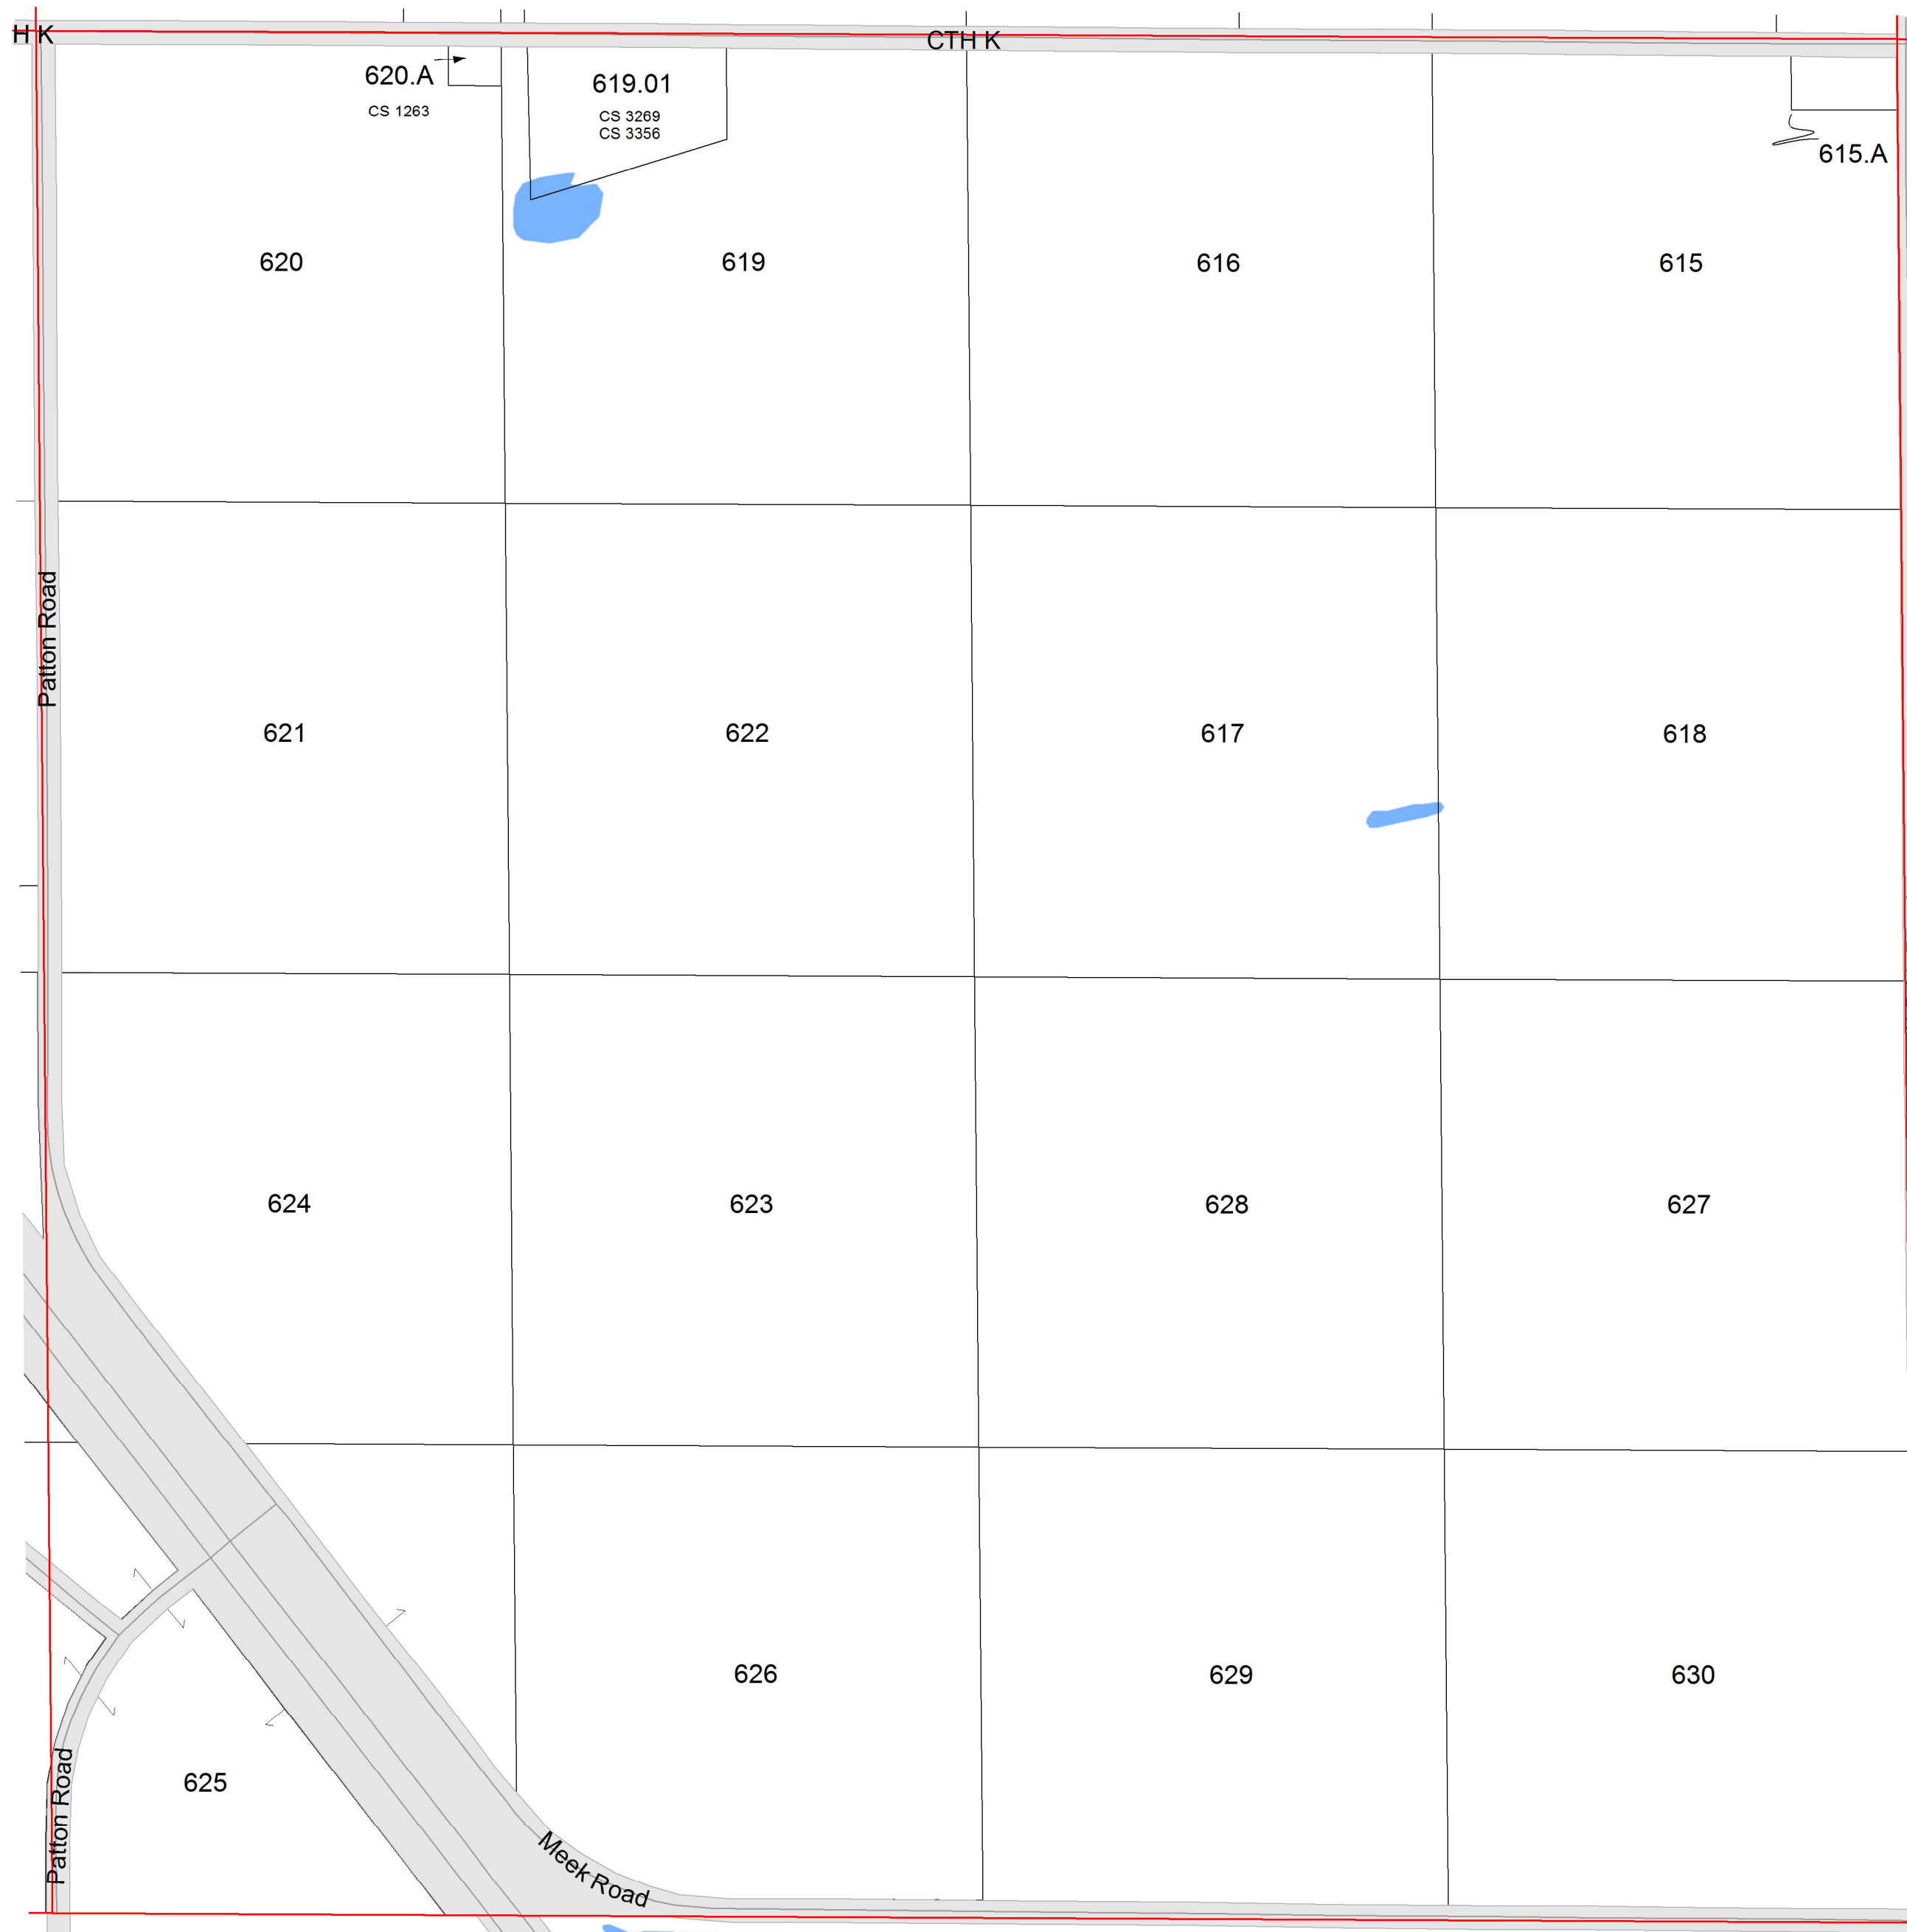 H K
CTH K
620.A
CS 1263
619.01
CS 3269
CS 3356
615.A
620
619
616
615
Patton Road
621
622
617
618
624
623
628
627
626
629
630
625
Patton Road
Meek Road